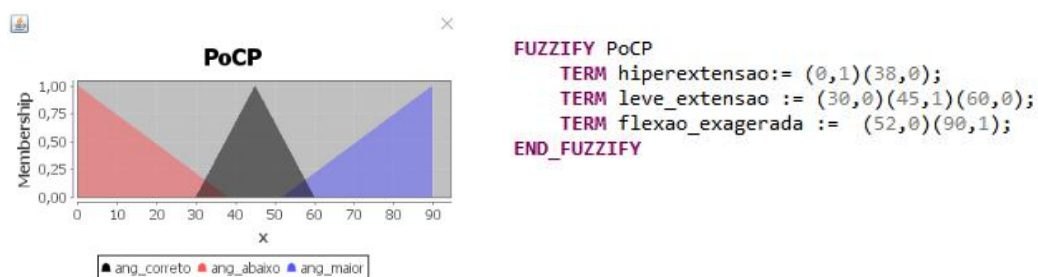 PoCP
1,00
0,75
0,50
0,25
0,00
Membership
0 10 20 30 40 50 60 70 80 90
x
ang_correto ang_abaixo ang_maior
FUZZIFY PoCP
TERM hiperextensao:= (0,1)(38,0);
TERM leve_extensao := (30,0)(45,1)(60,0);
TERM flexao_exagerada := (52,0)(90,1);
END_FUZZIFY